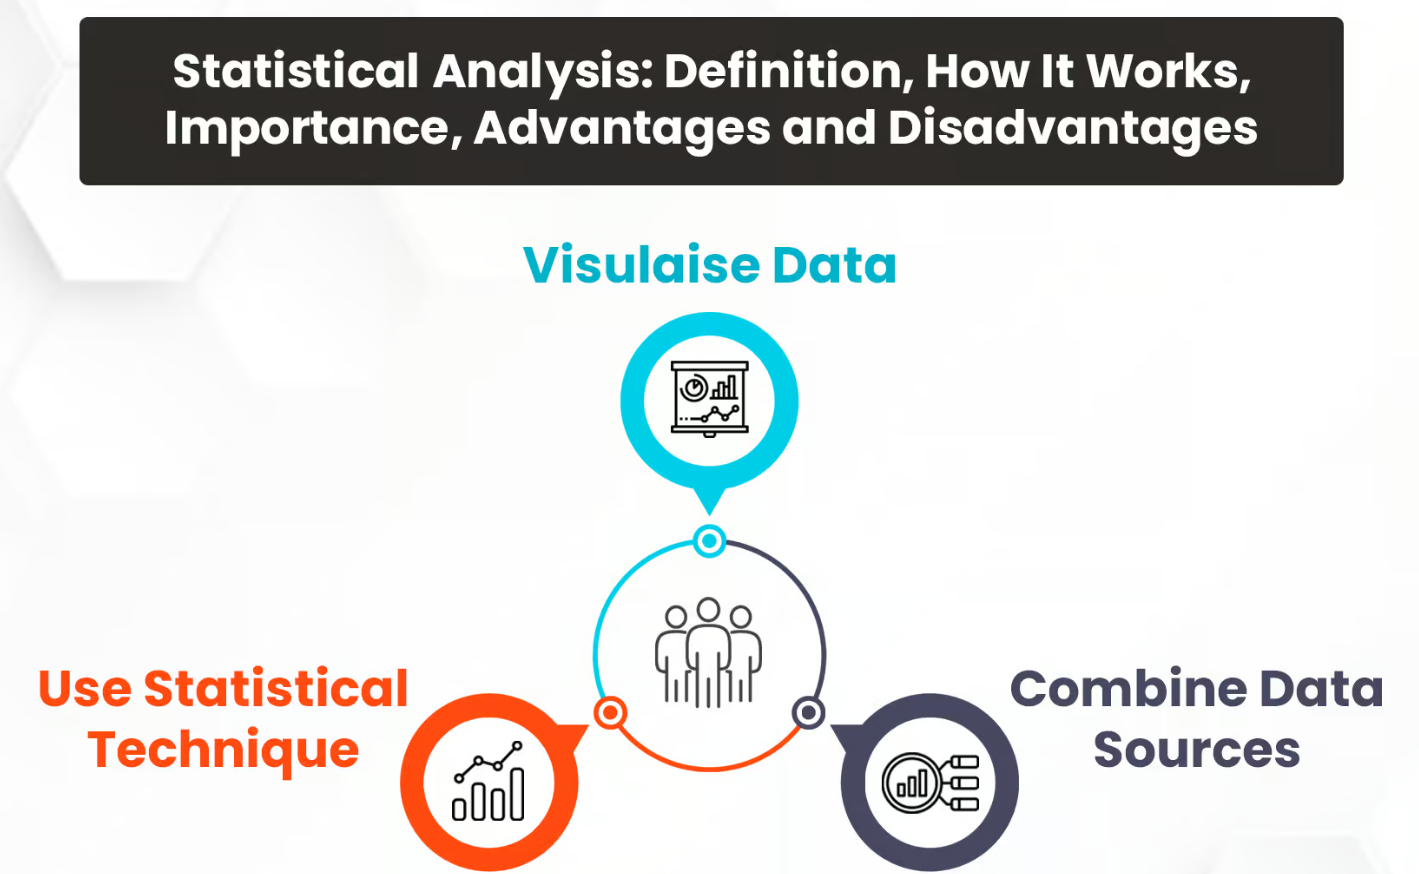 Statistical Analysis: Definition, How It Works,
Importance, Advantages and Disadvantages
Visulaise Data
Use Statistical
Technique
Combine Data
Sources